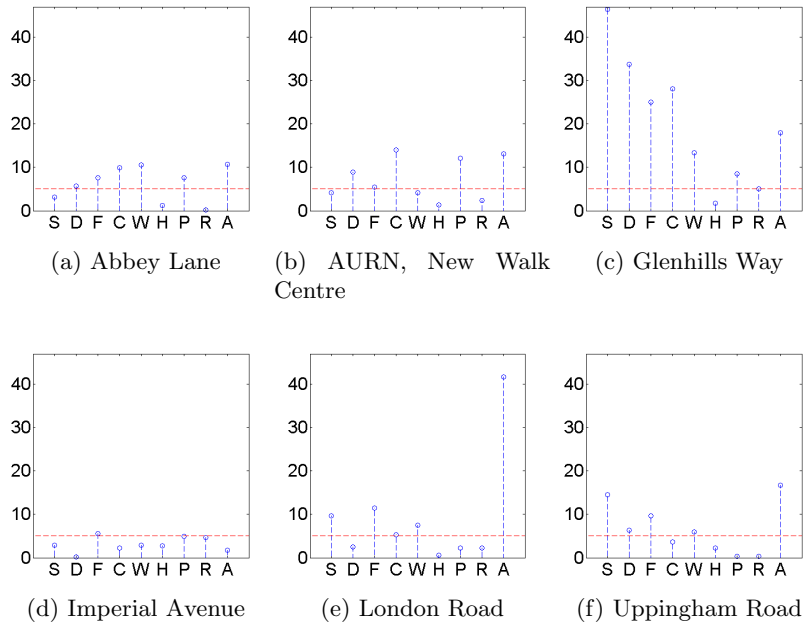 40
30
20
10
0
S D F C W H P R A
(a) Abbey Lane
40
30
20
10
0
S D F C W H P R A
(b) AURN, New Walk
Centre
40
30
20
10
0
S D F C W H P R A
(c) Glenhills Way
40
30
20
10
0
S D F C W H P R A
(d) Imperial Avenue
40
30
20
10
0
S D F C W H P R A
(e) London Road
40
30
20
10
0
S D F C W H P R A
(f) Uppingham Road